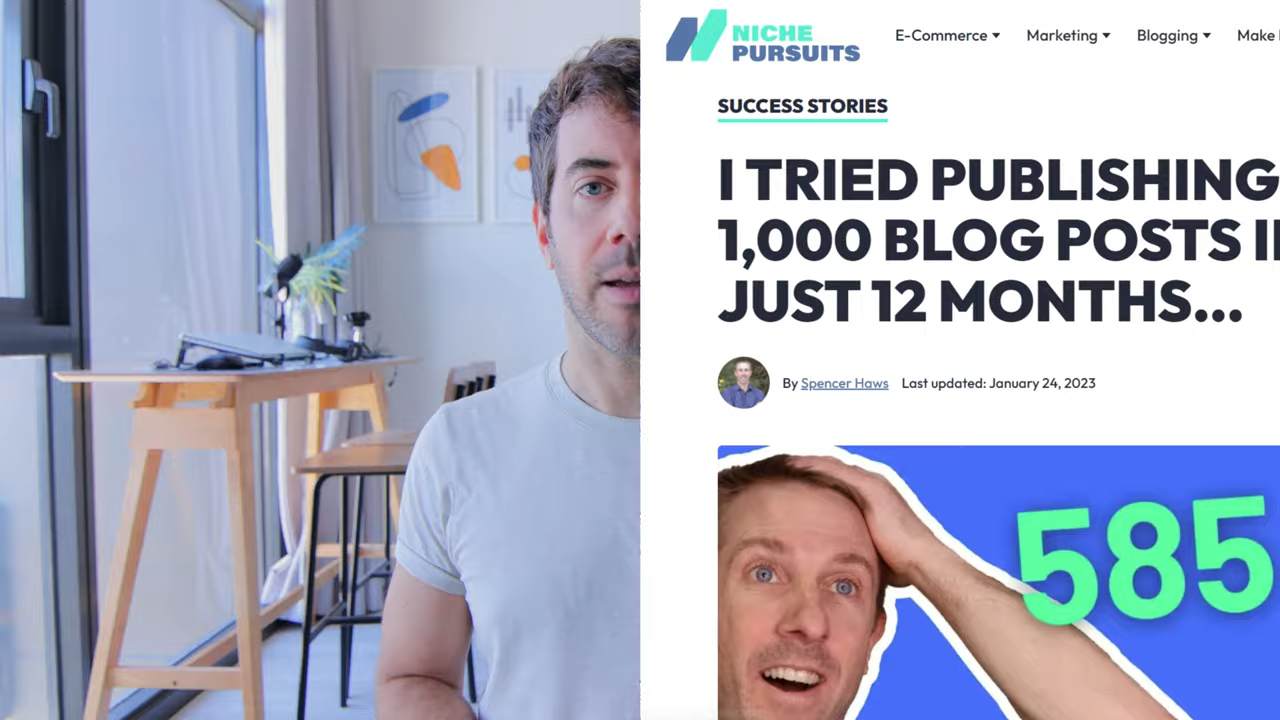 NICHE
PURSUITS
E-Commerce
Marketing
Blogging
Make
SUCCESS STORIES
I TRIED PUBLISHING
1,000 BLOG POSTS I
JUST 12 MONTHS...
By Spencer Haws Last updated: January 24, 2023
585